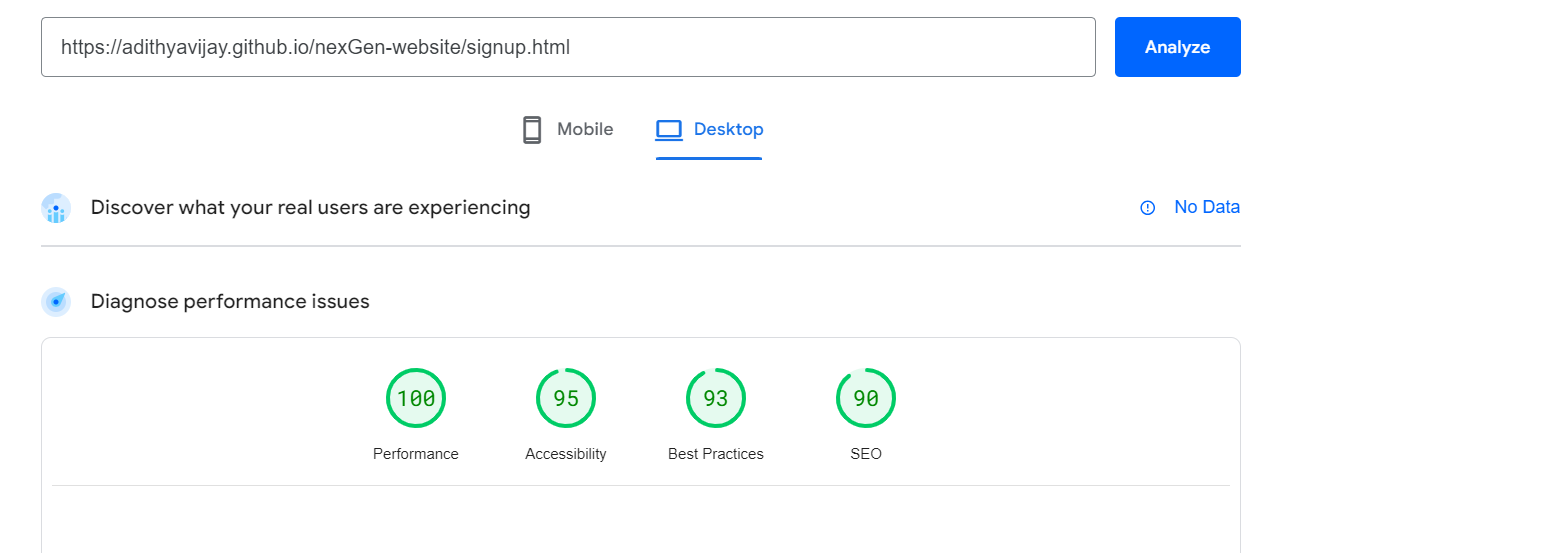 https://adithyavijay.github.io/nexGen-website/signup.html
Analyze
Mobile
Desktop
Discover what your real users are experiencing
No Data
Diagnose performance issues
100
95
93
90
Performance
Accessibility
Best Practices
SEO